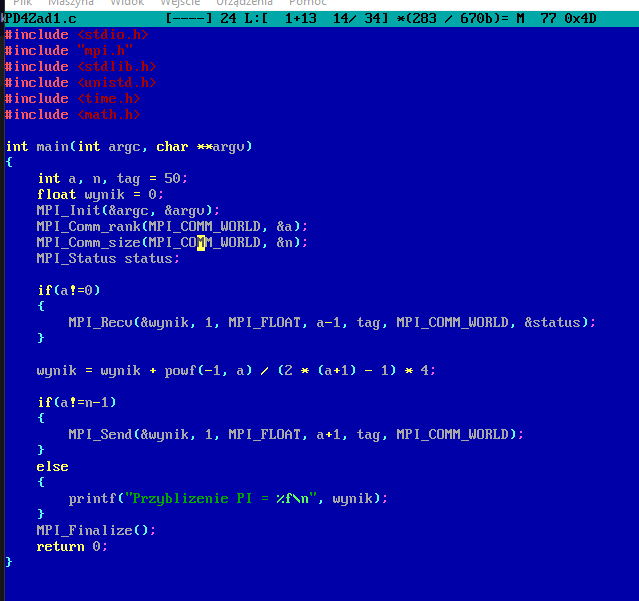 Plik Maszyna Widok Wejście Urządzenia Pomoc
PD4Zad1.c [----] 24 L:[ 1+13 14/ 34] *(283 / 670b)= M 77 0x4D
#include <stdio.h>
#include "mpi.h"
#include <stdlib.h>
#include <unistd.h>
#include <time.h>
#include <math.h>
int main(int argc, char **argv)
{
int a, n, tag = 50;
float wynik = 0;
MPI_Init(&argc, &argv);
MPI_Comm_rank(MPI_COMM_WORLD, &a);
MPI_Comm_size(MPI_COMM_WORLD, &n);
MPI_Status status;
if(a!=0)
{
MPI_Recv(&wynik, 1, MPI_FLOAT, a-1, tag, MPI_COMM_WORLD, &status);
}
wynik = wynik + powf(-1, a) / (2 * (a+1) - 1) * 4;
if(a!=n-1)
{
MPI_Send(&wynik, 1, MPI_FLOAT, a+1, tag, MPI_COMM_WORLD);
}
else
{
printf("Przyblizenie PI = %f\n", wynik);
}
MPI_Finalize();
return 0;
}